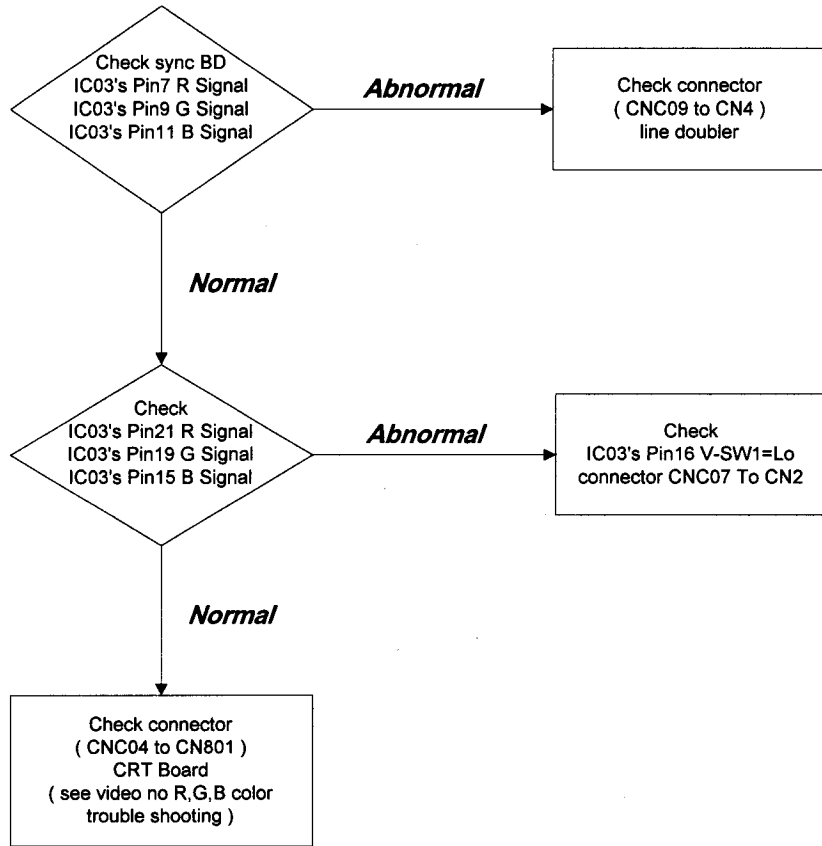 Check sync BD
IC03's Pin7 R Signal
IC03's Pin9 G Signal
IC03's Pin11 B Signal
Abnormal
Check connector
( CNC09 to CN4 )
line doubler
Normal
Check
IC03's Pin21 R Signal
IC03's Pin19 G Signal
IC03's Pin15 B Signal
Abnormal
Check
IC03's Pin16 V-SW1=Lo
connector CNC07 To CN2
Normal
Check connector
( CNC04 to CN801 )
CRT Board
( see video no R,G,B color
trouble shooting )